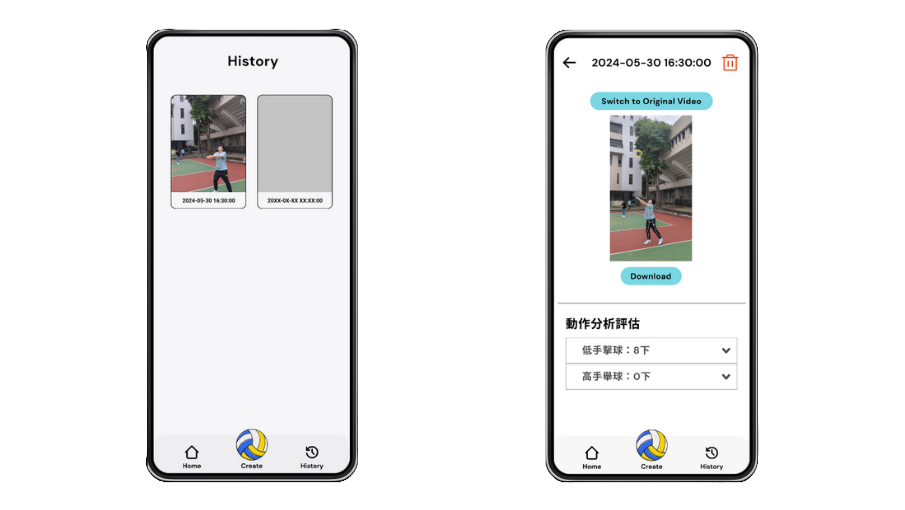 History
2024-05-30 16:30:00
20XX-0X-XX XX:XX:00
Home
Create
History
2024-05-30 16:30:00
Switch to Original Video
Download
動作分析評估
低手擊球：8下
高手舉球：0下
Home
Create
History